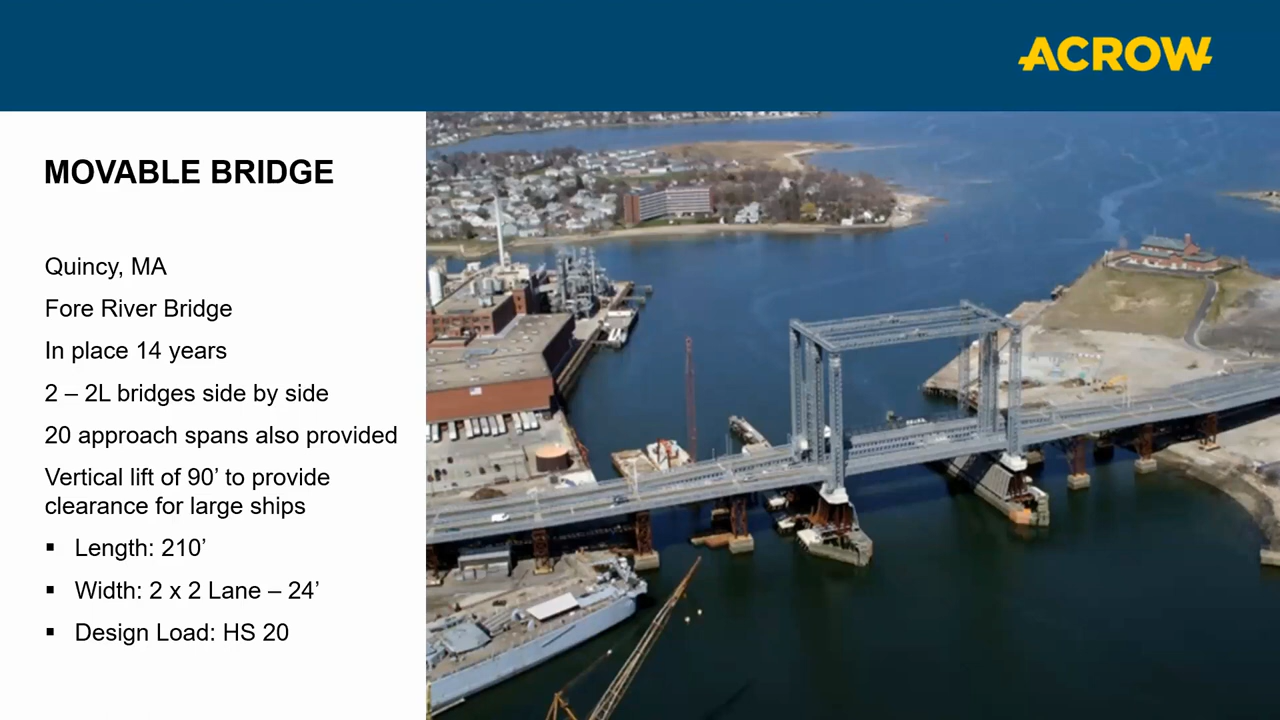 ACROW
MOVABLE BRIDGE
Quincy, MA
Fore River Bridge
In place 14 years
2 – 2L bridges side by side
20 approach spans also provided
Vertical lift of 90’ to provide
clearance for large ships
▪ Length: 210’
▪ Width: 2 x 2 Lane – 24’
▪ Design Load: HS 20